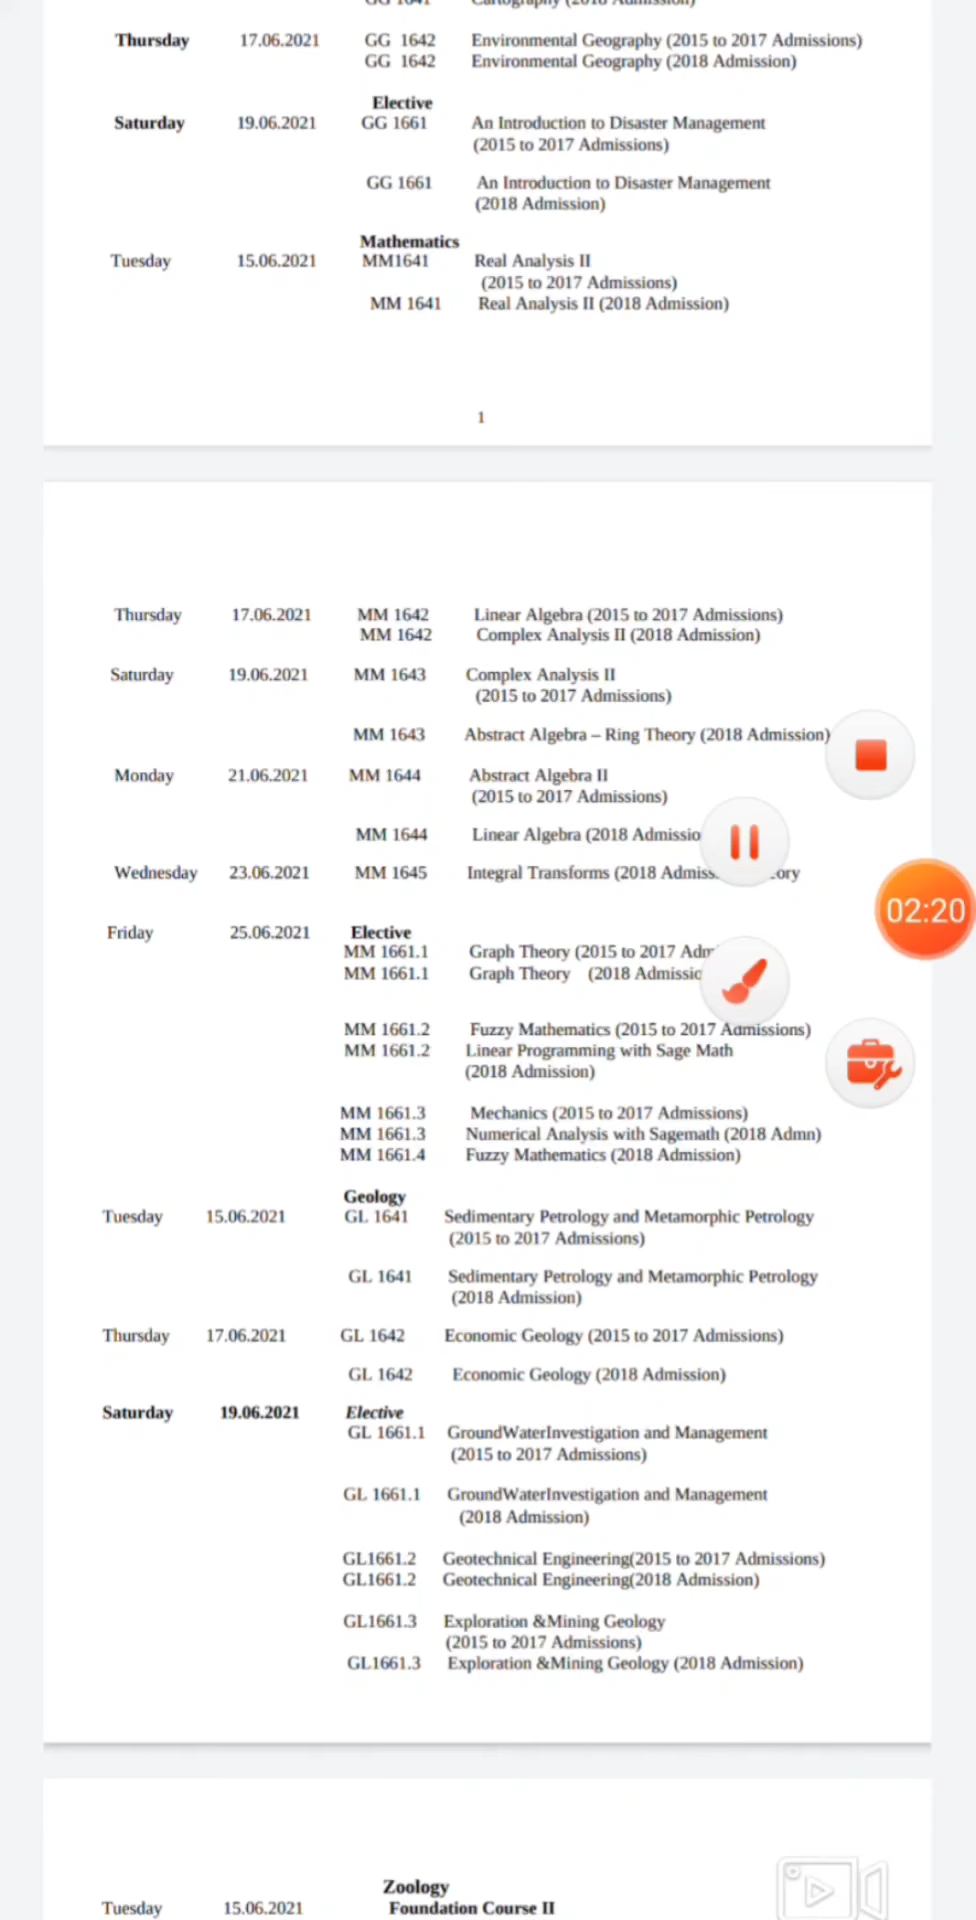 Thursday 17.06.2021 GG 1642 Environmental Geography (2015 to 2017 Admissions)
GG 1642 Environmental Geography (2018 Admission)
Elective
Saturday 19.06.2021 GG 1661 An Introduction to Disaster Management
(2015 to 2017 Admissions)
GG 1661 An Introduction to Disaster Management
(2018 Admission)
Mathematics
Tuesday 15.06.2021 MM1641 Real Analysis II
(2015 to 2017 Admissions)
MM 1641 Real Analysis II (2018 Admission)
1
Thursday 17.06.2021 MM 1642 Linear Algebra (2015 to 2017 Admissions)
MM 1642 Complex Analysis II (2018 Admission)
Saturday 19.06.2021 MM 1643 Complex Analysis II
(2015 to 2017 Admissions)
MM 1643 Abstract Algebra – Ring Theory (2018 Admission)
Monday 21.06.2021 MM 1644 Abstract Algebra II
(2015 to 2017 Admissions)
MM 1644 Linear Algebra (2018 Admissio
Wednesday 23.06.2021 MM 1645 Integral Transforms (2018 Admiss ory
02:20
Friday 25.06.2021 Elective
MM 1661.1 Graph Theory (2015 to 2017 Adm
MM 1661.1 Graph Theory (2018 Admissio
MM 1661.2 Fuzzy Mathematics (2015 to 2017 Admissions)
MM 1661.2 Linear Programming with Sage Math
(2018 Admission)
MM 1661.3 Mechanics (2015 to 2017 Admissions)
MM 1661.3 Numerical Analysis with Sagemath (2018 Admn)
MM 1661.4 Fuzzy Mathematics (2018 Admission)
Geology
Tuesday 15.06.2021 GL 1641 Sedimentary Petrology and Metamorphic Petrology
(2015 to 2017 Admissions)
GL 1641 Sedimentary Petrology and Metamorphic Petrology
(2018 Admission)
Thursday 17.06.2021 GL 1642 Economic Geology (2015 to 2017 Admissions)
GL 1642 Economic Geology (2018 Admission)
Saturday 19.06.2021 Elective
GL 1661.1 GroundWaterInvestigation and Management
(2015 to 2017 Admissions)
GL 1661.1 GroundWaterInvestigation and Management
(2018 Admission)
GL1661.2 Geotechnical Engineering(2015 to 2017 Admissions)
GL1661.2 Geotechnical Engineering(2018 Admission)
GL1661.3 Exploration &Mining Geology
(2015 to 2017 Admissions)
GL1661.3 Exploration &Mining Geology (2018 Admission)
Zoology
Tuesday 15.06.2021 Foundation Course II